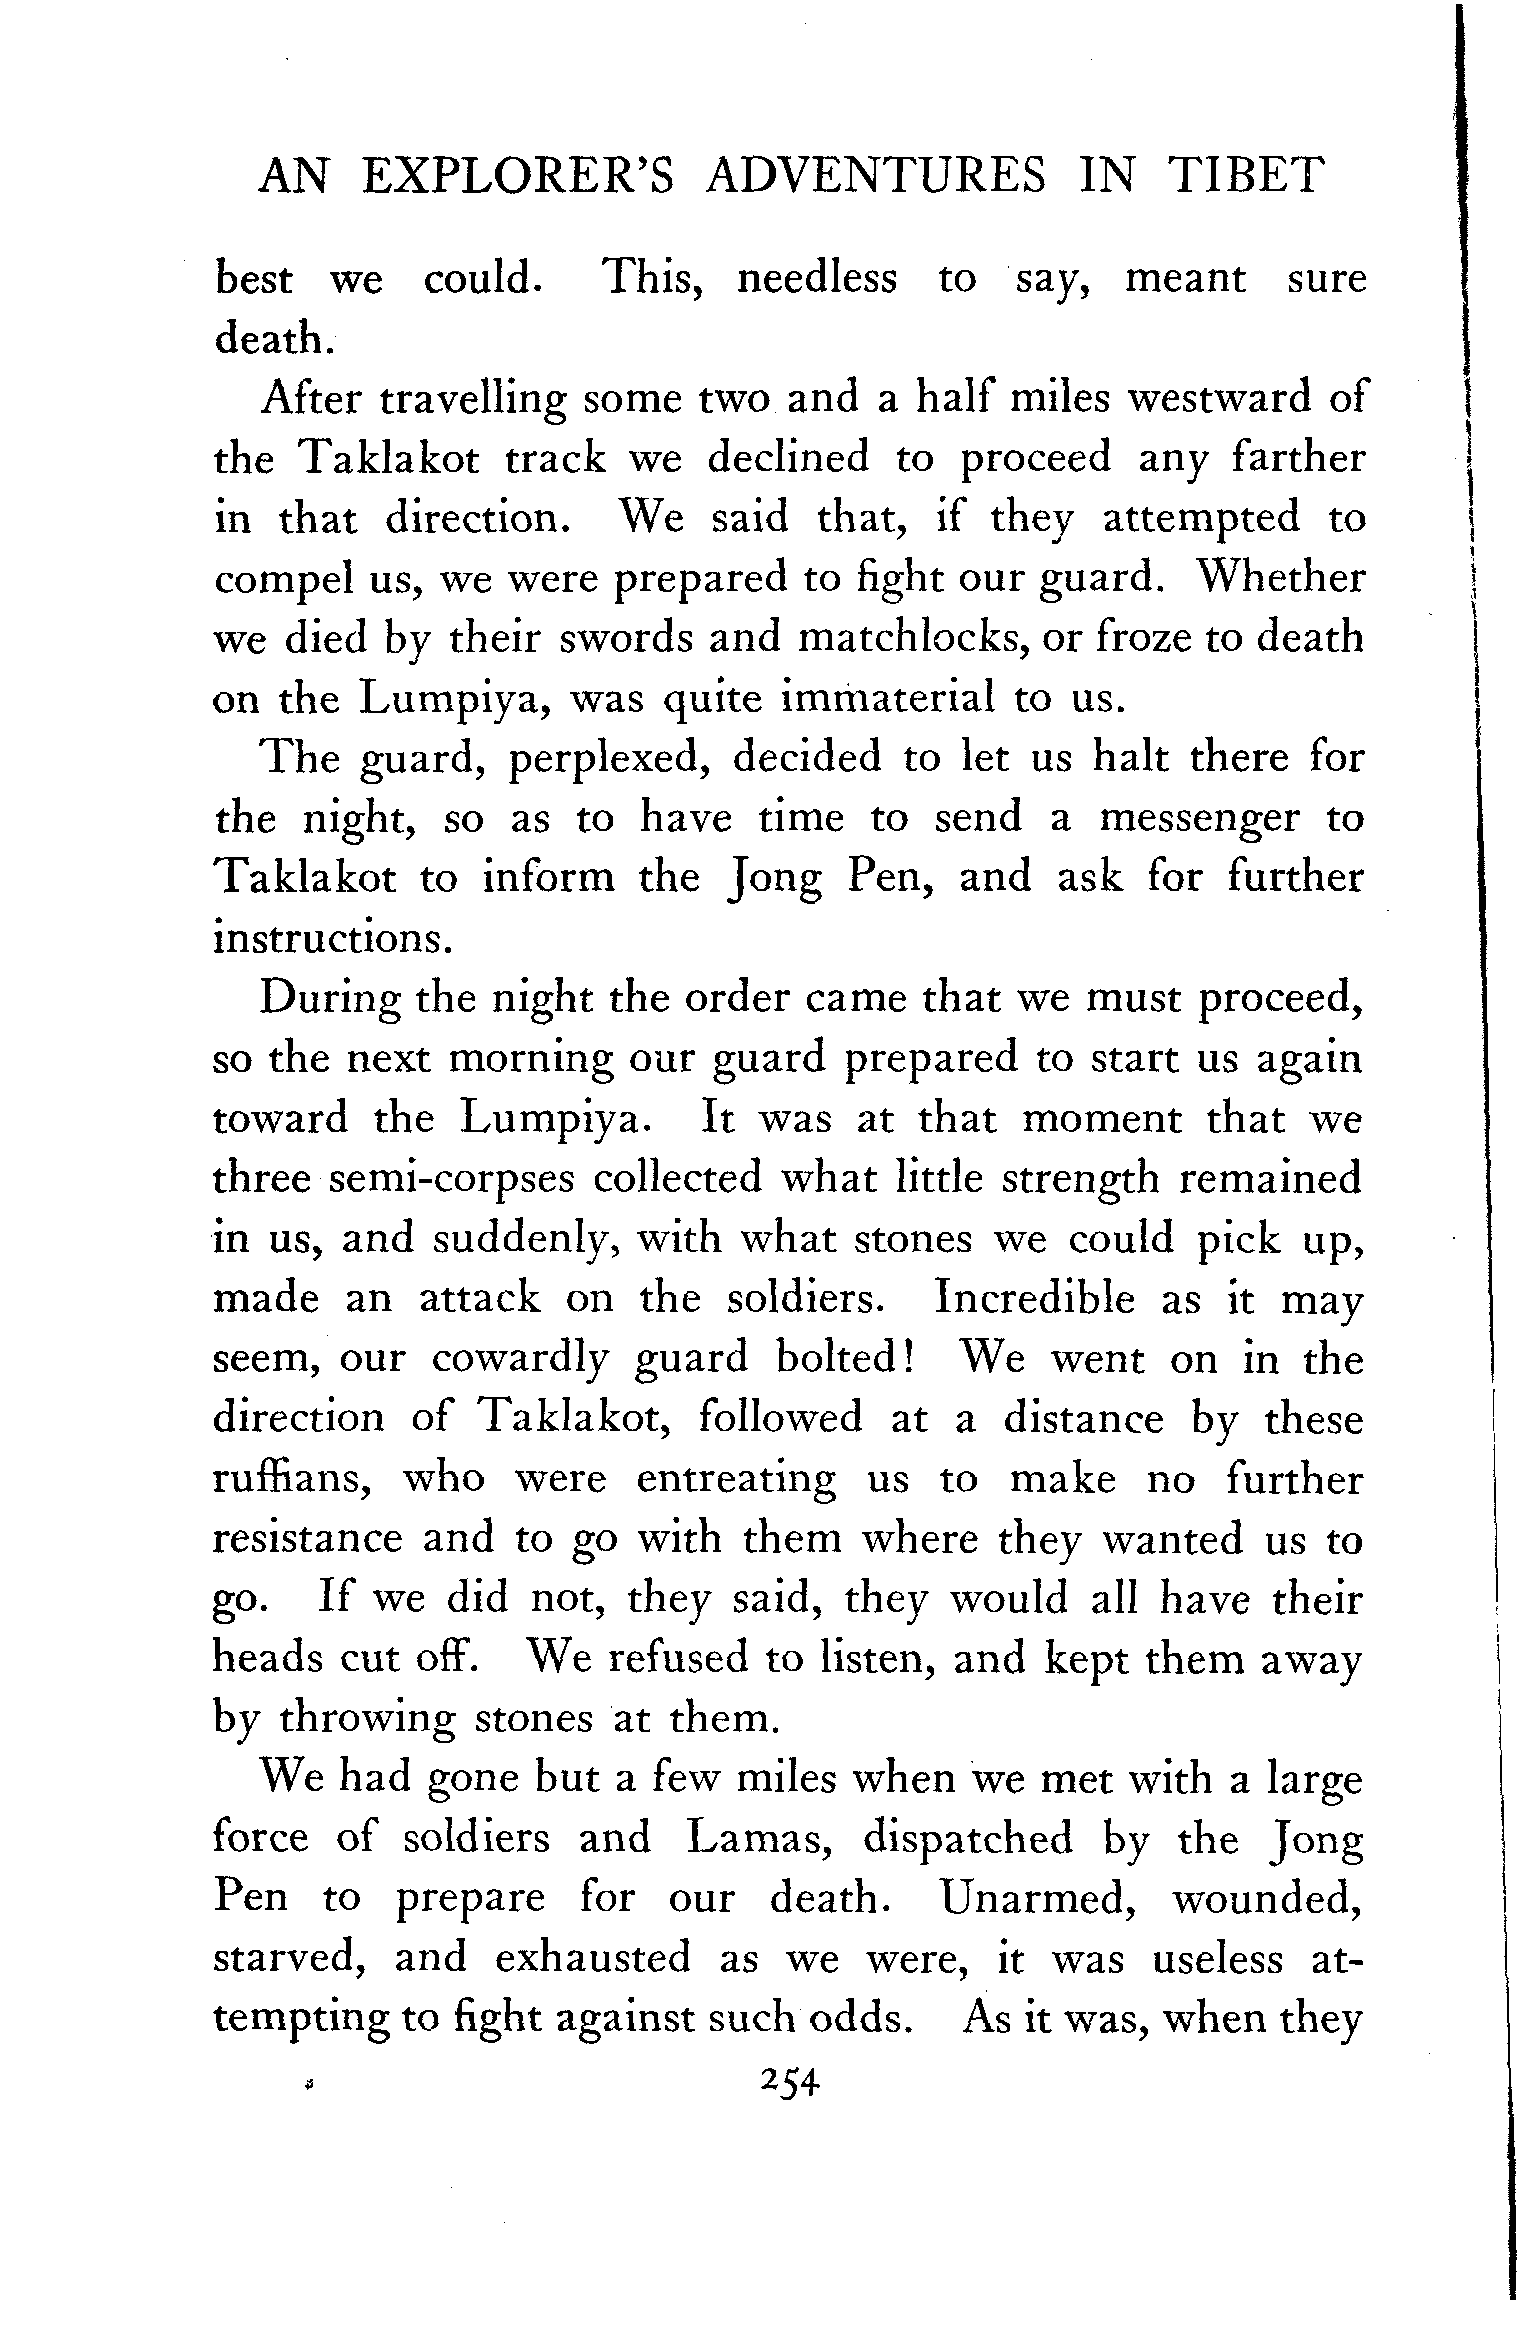 AN EXPLORER'S ADVENTURES IN TIBET
best we could. This, needless to say, meant sure
death.
After travelling some two and a half miles westward of
the Taklakot track we declined to proceed any farther
in that direction. We said that, if they attempted to
compel us, we were prepared to fight our guard. Whether
we died by their swords and matchlocks, or froze to death
on the Lumpiya, was quite immaterial to us.
The guard, perplexed, decided to let us halt there for
the night, so as to have time to send a messenger to
Taklakot to inform the Jong Pen, and ask for further
instructions.
During the night the order came that we must proceed,
so the next morning our guard prepared to start us again
toward the Lumpiya. It was at that moment that we
three semi-corpses collected what little strength remained
in us, and suddenly, with what stones we could pick up,
made an attack on the soldiers. Incredible as it may
seem, our cowardly guard bolted! We went on in the
direction of Taklakot, followed at a distance by these
ruffians, who were entreating us to make no further
resistance and to go with them where they wanted us to
go. If we did not, they said, they would all have their
heads cut off. We refused to listen, and kept them away
by throwing stones at them.
We had gone but a few miles when we met with a large
force of soldiers and Lamas, dispatched by the Jong
Pen to prepare for our death. Unarmed, wounded,
starved, and exhausted as we were, it was useless at-
tempting to fight against such odds. As it was, when they
254